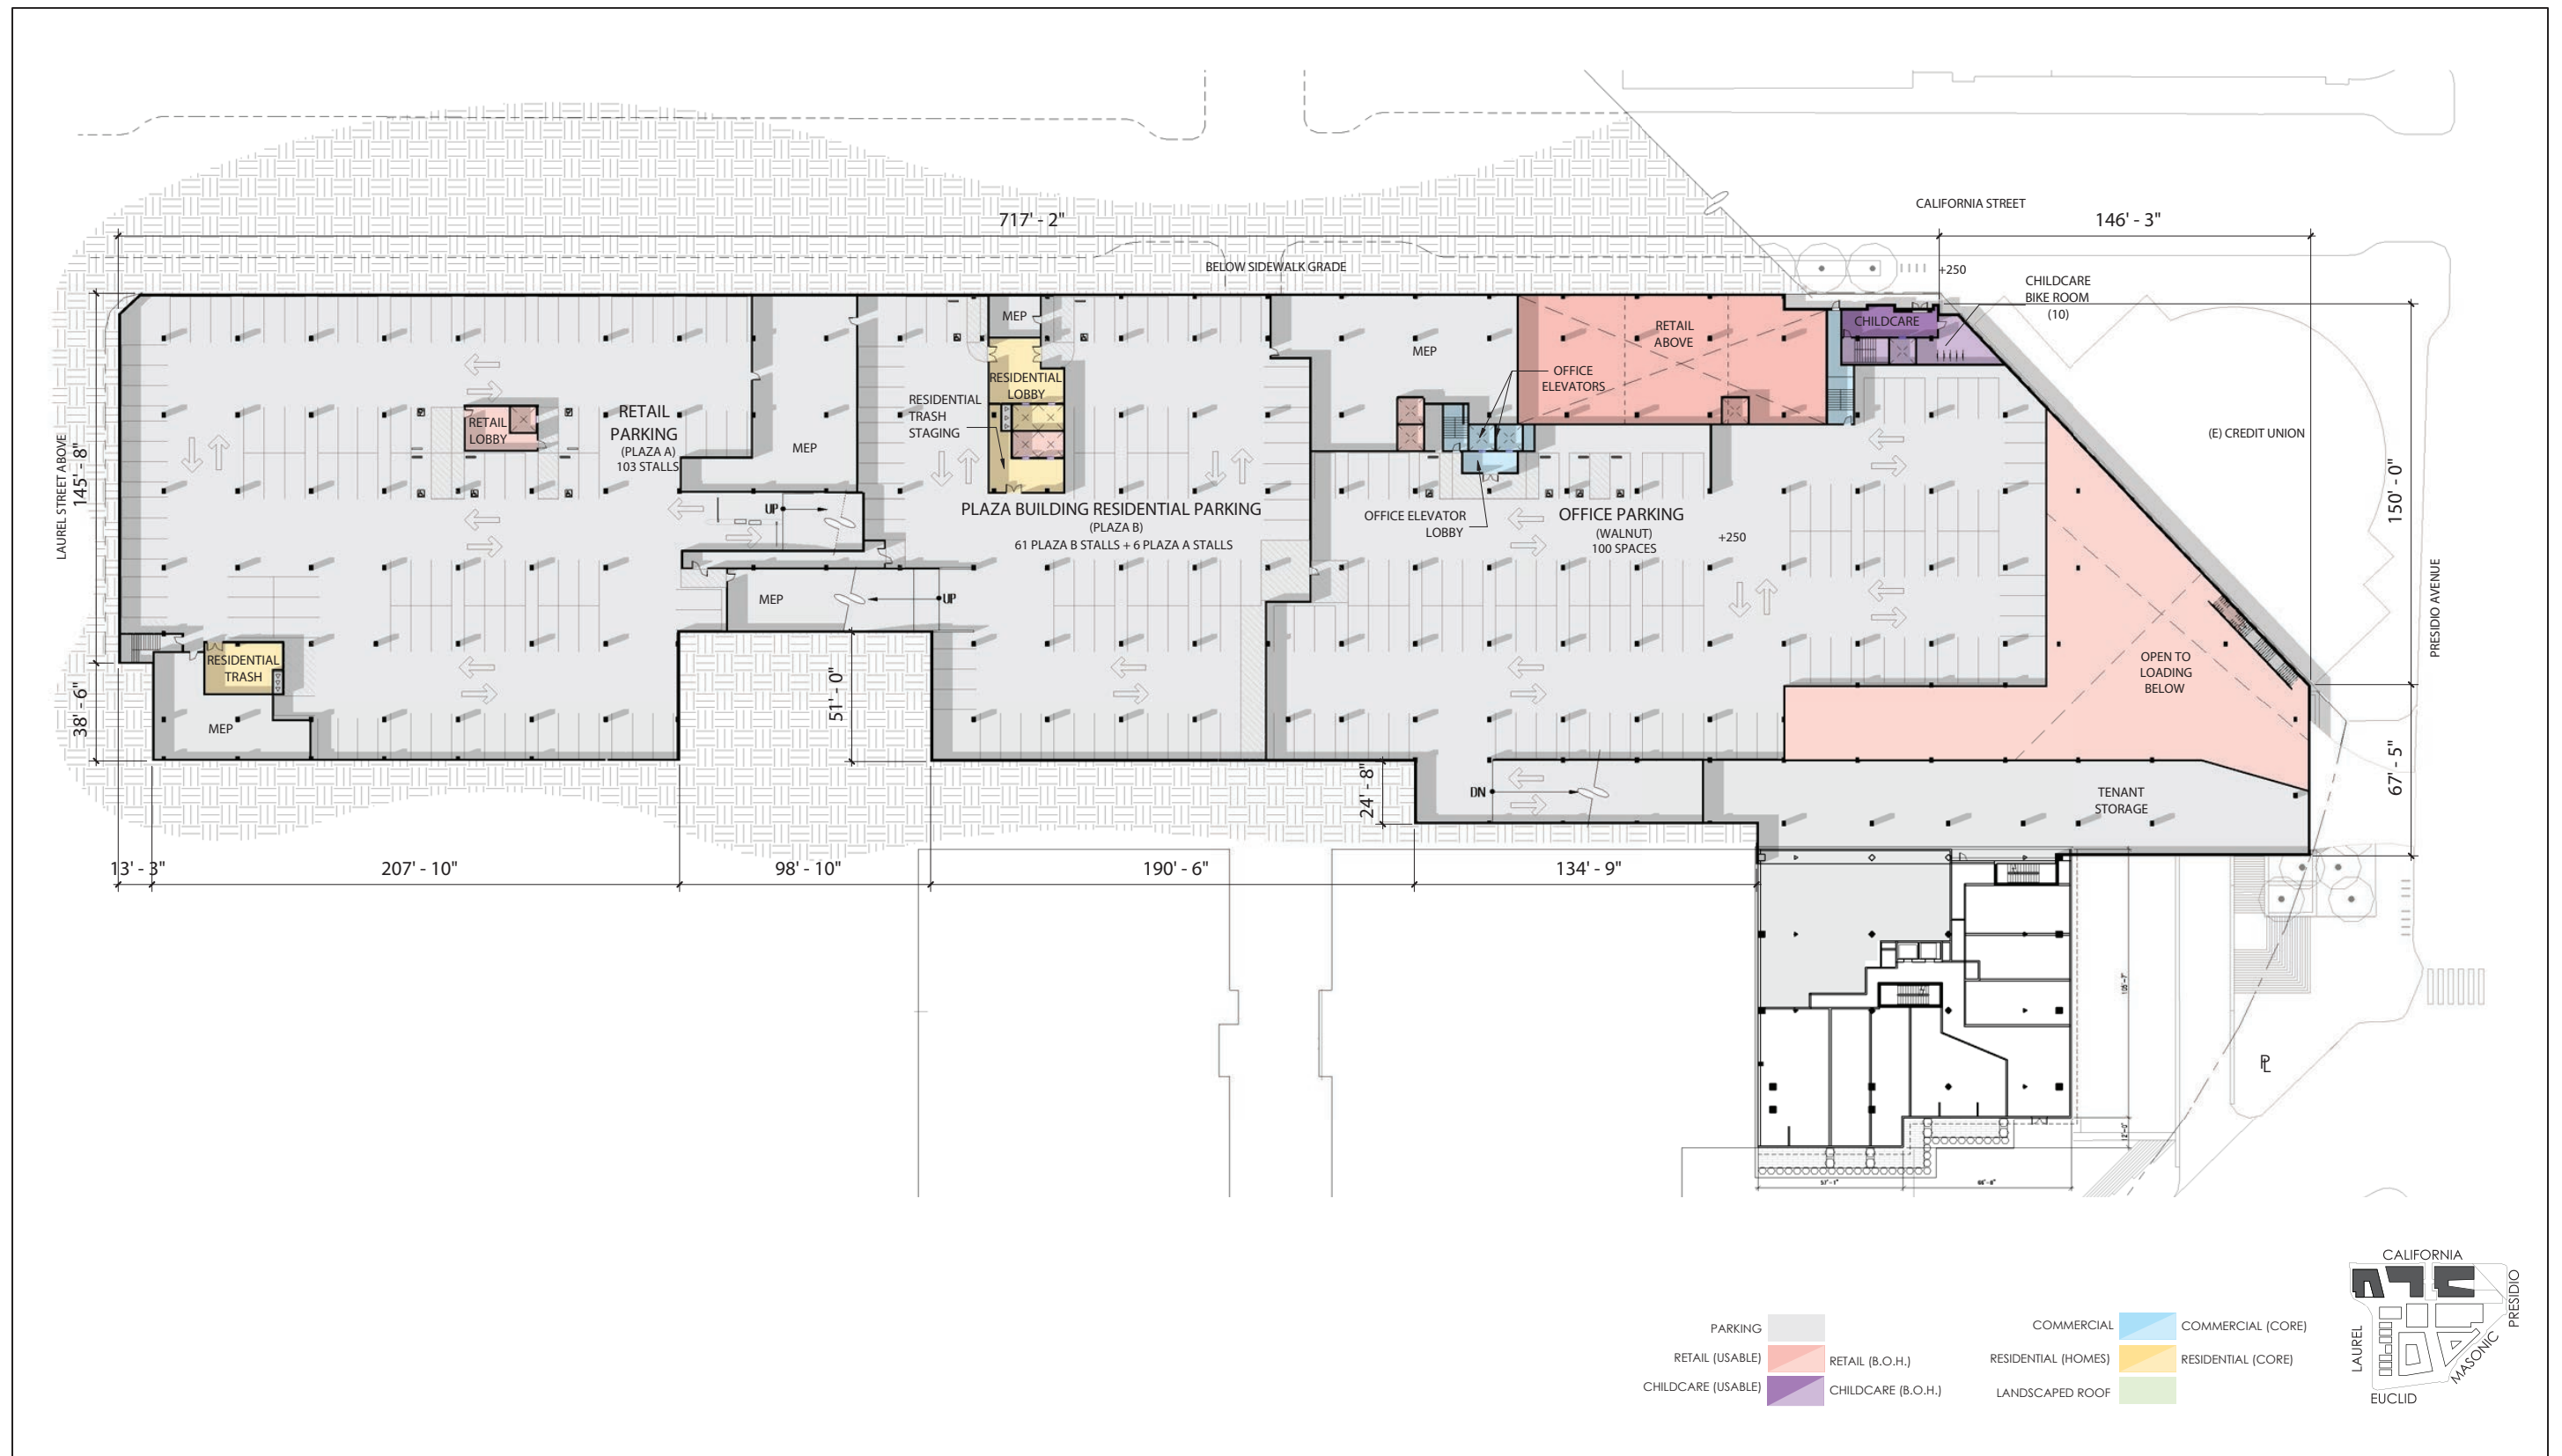 CALIFORNIA STREET
717' - 2"
146' - 3"
BELOW SIDEWALK GRADE
+250
CHILDCARE
BIKE ROOM
(10)
MEP
CHILDCARE
RETAIL
ABOVE
MEP
OFFICE
ELEVATORS
RESIDENTIAL
LOBBY
RESIDENTIAL
TRASH
STAGING
RETAIL
LOBBY
RETAIL
PARKING
(PLAZA A)
103 STALLS
MEP
(E) CREDIT UNION
LAUREL STREET ABOVE
145' - 8"
150' - 0"
UP
PLAZA BUILDING RESIDENTIAL PARKING
(PLAZA B)
61 PLAZA B STALLS + 6 PLAZA A STALLS
OFFICE ELEVATOR
LOBBY
OFFICE PARKING
(WALNUT)
100 SPACES
+250
MEP
UP
PRESIDIO AVENUE
RESIDENTIAL
TRASH
MEP
38' - 6"
51' - 0"
OPEN TO
LOADING
BELOW
67' - 5"
24' - 8"
DN
TENANT
STORAGE
13' - 3"
207' - 10"
98' - 10"
190' - 6"
134' - 9"
PL
CALIFORNIA
PRESIDIO
LAUREL
MASONIC
EUCLID
PARKING
RETAIL (USABLE)
RETAIL (B.O.H.)
CHILDCARE (USABLE)
CHILDCARE (B.O.H.)
COMMERCIAL
COMMERCIAL (CORE)
RESIDENTIAL (HOMES)
RESIDENTIAL (CORE)
LANDSCAPED ROOF